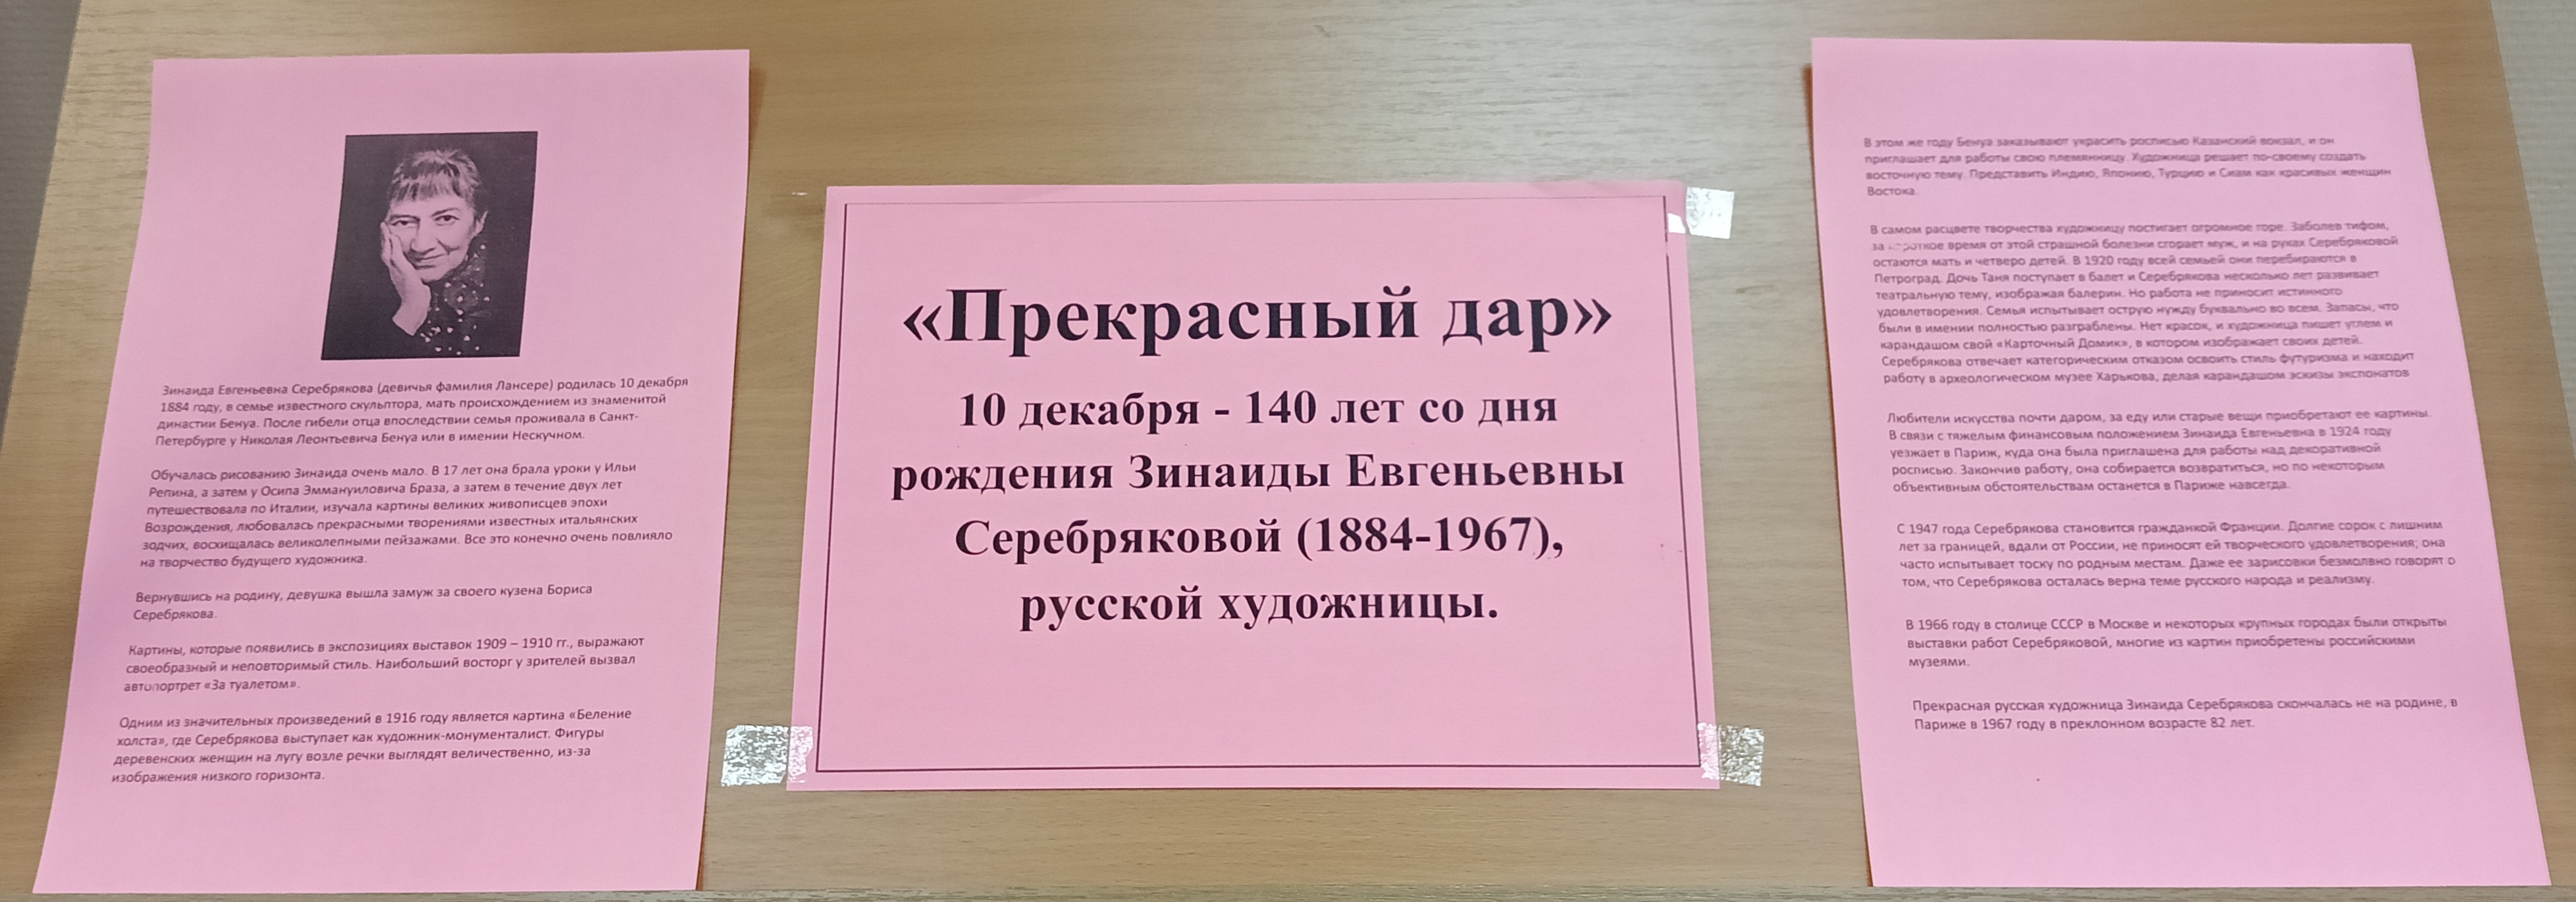 Зинаида Евгеньевна Серебрякова (девичья фамилия Лансере) родилась 10 декабря
1884 году, в семье известного скульптора, мать происхождением из знаменитой
династии Бенуа. После гибели отца впоследствии семья проживала в Санкт-
Петербурге у Николая Леонтьевича Бенуа или в имении Нескучном.
Обучалась рисованию Зинаида очень мало. В 17 лет она брала уроки у Ильи
Репина, а затем у Осипа Эммануиловича Браза, а затем в течение двух лет
путешествовала по Италии, изучала картины великих живописцев эпохи
Возрождения, любовалась прекрасными творениями известных итальянских
зодчих, восхищалась великолепными пейзажами. Все это конечно очень повлияло
на творчество будущего художника.
Вернувшись на родину, девушка вышла замуж за своего кузена Бориса
Серебрякова.
Картины, которые появились в экспозициях выставок 1909 – 1910 гг., выражают
своеобразный и неповторимый стиль. Наибольший восторг у зрителей вызвал
автопортрет «За туалетом».
Одним из значительных произведений в 1916 году является картина «Беление
холста», где Серебрякова выступает как художник-монументалист. Фигуры
деревенских женщин на лугу возле речки выглядят величественно, из-за
изображения низкого горизонта.
«Прекрасный дар»
10 декабря - 140 лет со дня
рождения Зинаиды Евгеньевны
Серебряковой (1884-1967),
русской художницы.
В этом же году Бенуа заказывают украсить росписью Казанский вокзал, и он
приглашает для работы свою племянницу. Художница решает по-своему создать
восточную тему. Представить Индию, Японию, Турцию и Сиам как красивых женщин
Востока.
В самом расцвете творчества художницу постигает огромное горе. Заболев тифом,
за короткое время от этой страшной болезни сгорает муж, и на руках Серебряковой
остаются мать и четверо детей. В 1920 году всей семьей они перебираются в
Петроград. Дочь Таня поступает в балет и Серебрякова несколько лет развивает
театральную тему, изображая балерин. Но работа не приносит истинного
удовлетворения. Семья испытывает острую нужду буквально во всем. Запасы, что
были в имении полностью разграблены. Нет красок, и художница пишет углем и
карандашом свой «Карточный Домик», в котором изображает своих детей.
Серебрякова отвечает категорическим отказом освоить стиль футуризма и находит
работу в археологическом музее Харькова, делая карандашом эскизы экспонатов
Любители искусства почти даром, за еду или старые вещи приобретают ее картины.
В связи с тяжелым финансовым положением Зинаида Евгеньевна в 1924 году
уезжает в Париж, куда она была приглашена для работы над декоративной
росписью. Закончив работу, она собирается возвратиться, но по некоторым
объективным обстоятельствам останется в Париже навсегда.
С 1947 года Серебрякова становится гражданкой Франции. Долгие сорок с лишним
лет за границей, вдали от России, не приносят ей творческого удовлетворения; она
часто испытывает тоску по родным местам. Даже ее зарисовки безмолвно говорят о
том, что Серебрякова осталась верна теме русского народа и реализму.
В 1966 году в столице СССР в Москве и некоторых крупных городах были открыты
выставки работ Серебряковой, многие из картин приобретены российскими
музеями.
Прекрасная русская художница Зинаида Серебрякова скончалась не на родине, в
Париже в 1967 году в преклонном возрасте 82 лет.